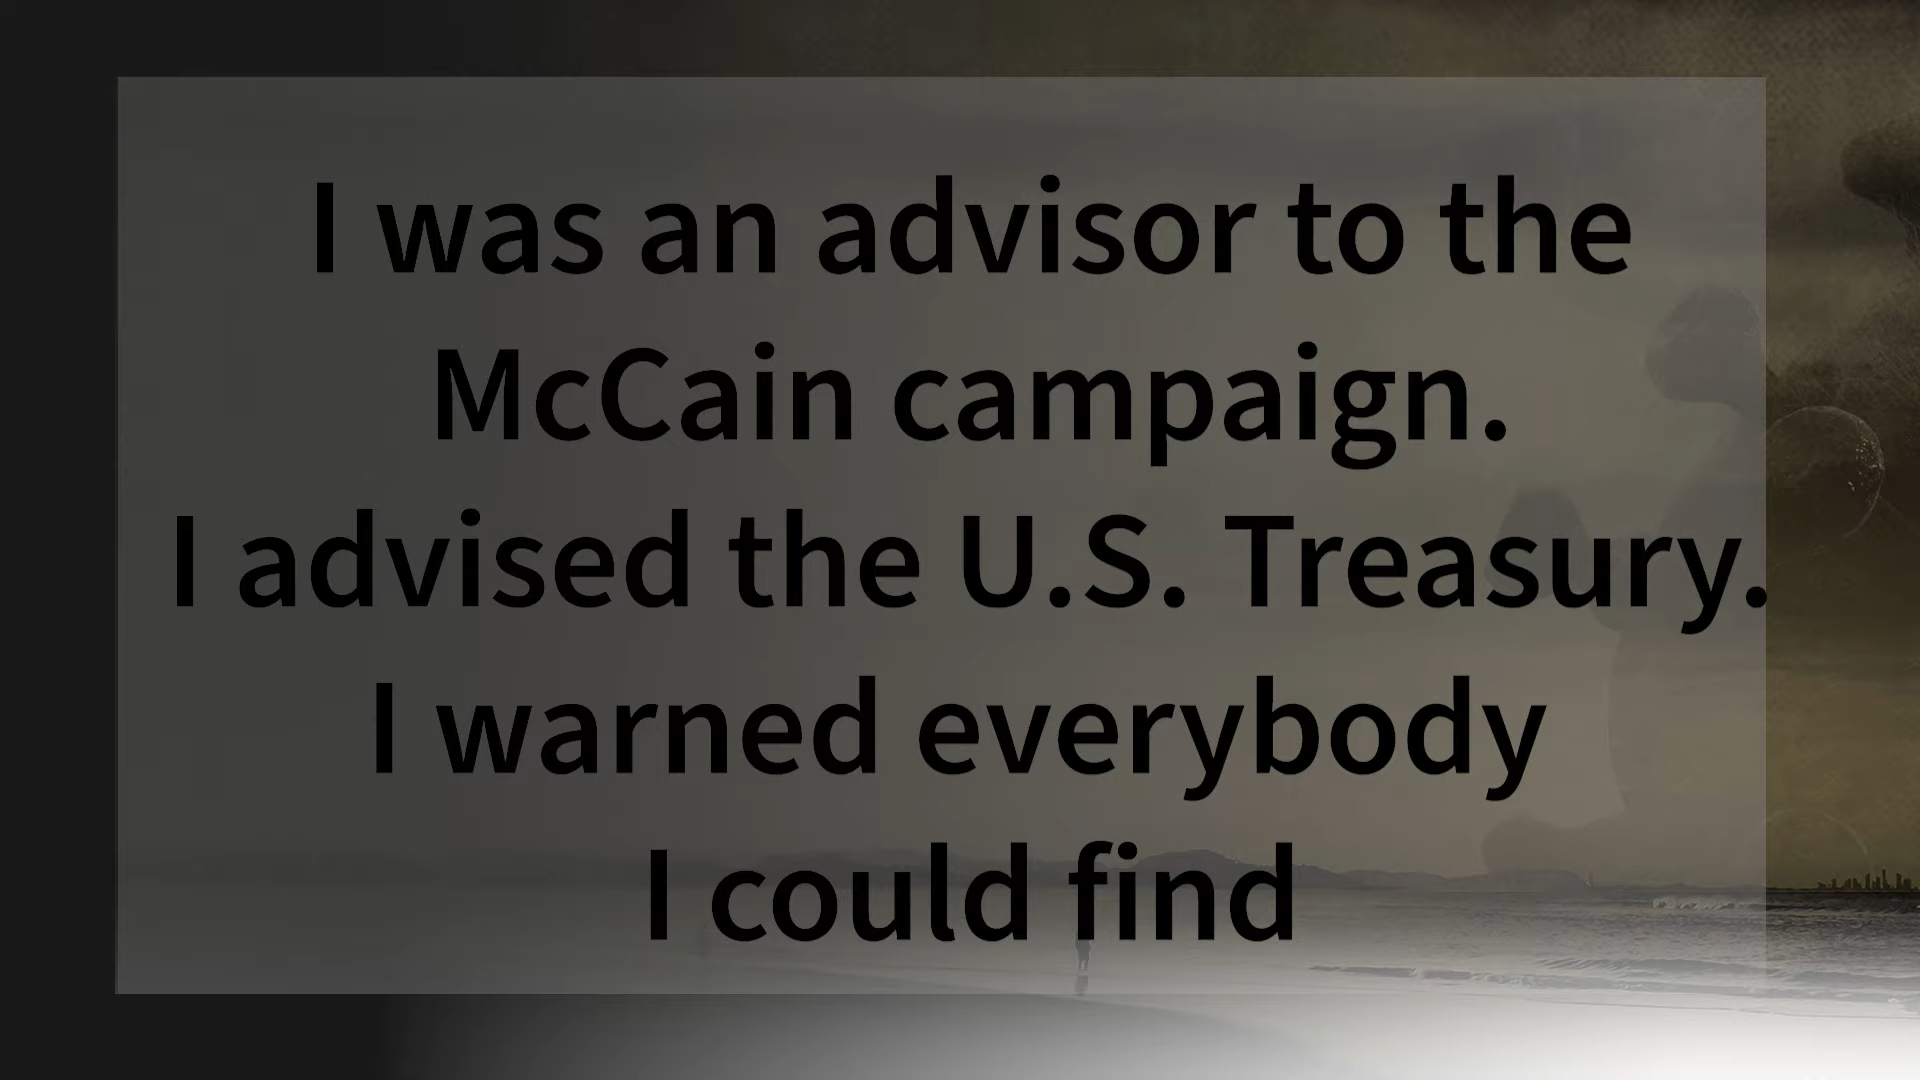 I was an advisor to the
McCain campaign.
I advised the U.S. Treasury.
I warned everybody
I could find